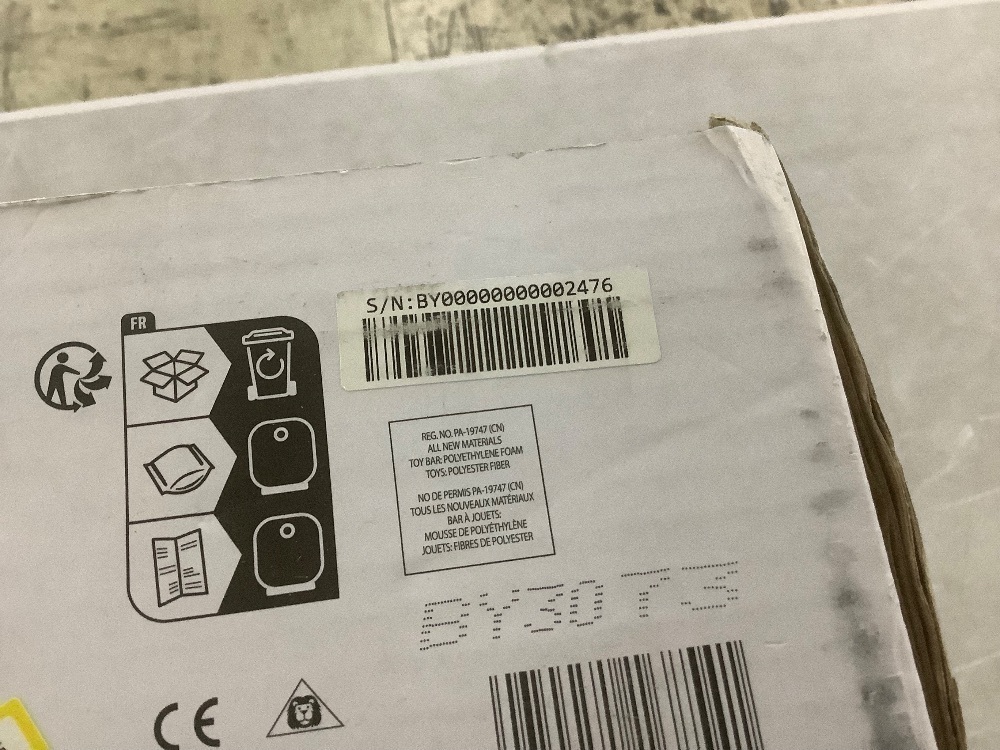 S/N:BY00000000002476
FR
REG. NO. PA-19747 (CN)
ALL NEW MATERIALS
TOY BAR: POLYETHYLENE FOAM
TOYS: POLYESTER FIBER
NO DE PERMIS PA-19747 (CN)
TOUS LES NOUVEAUX MATÉRIAUX
BAR À JOUETS:
MOUSSE DE POLYÉTHYLÈNE
JOUETS: FIBRES DE POLYESTER
BY30T3
CE